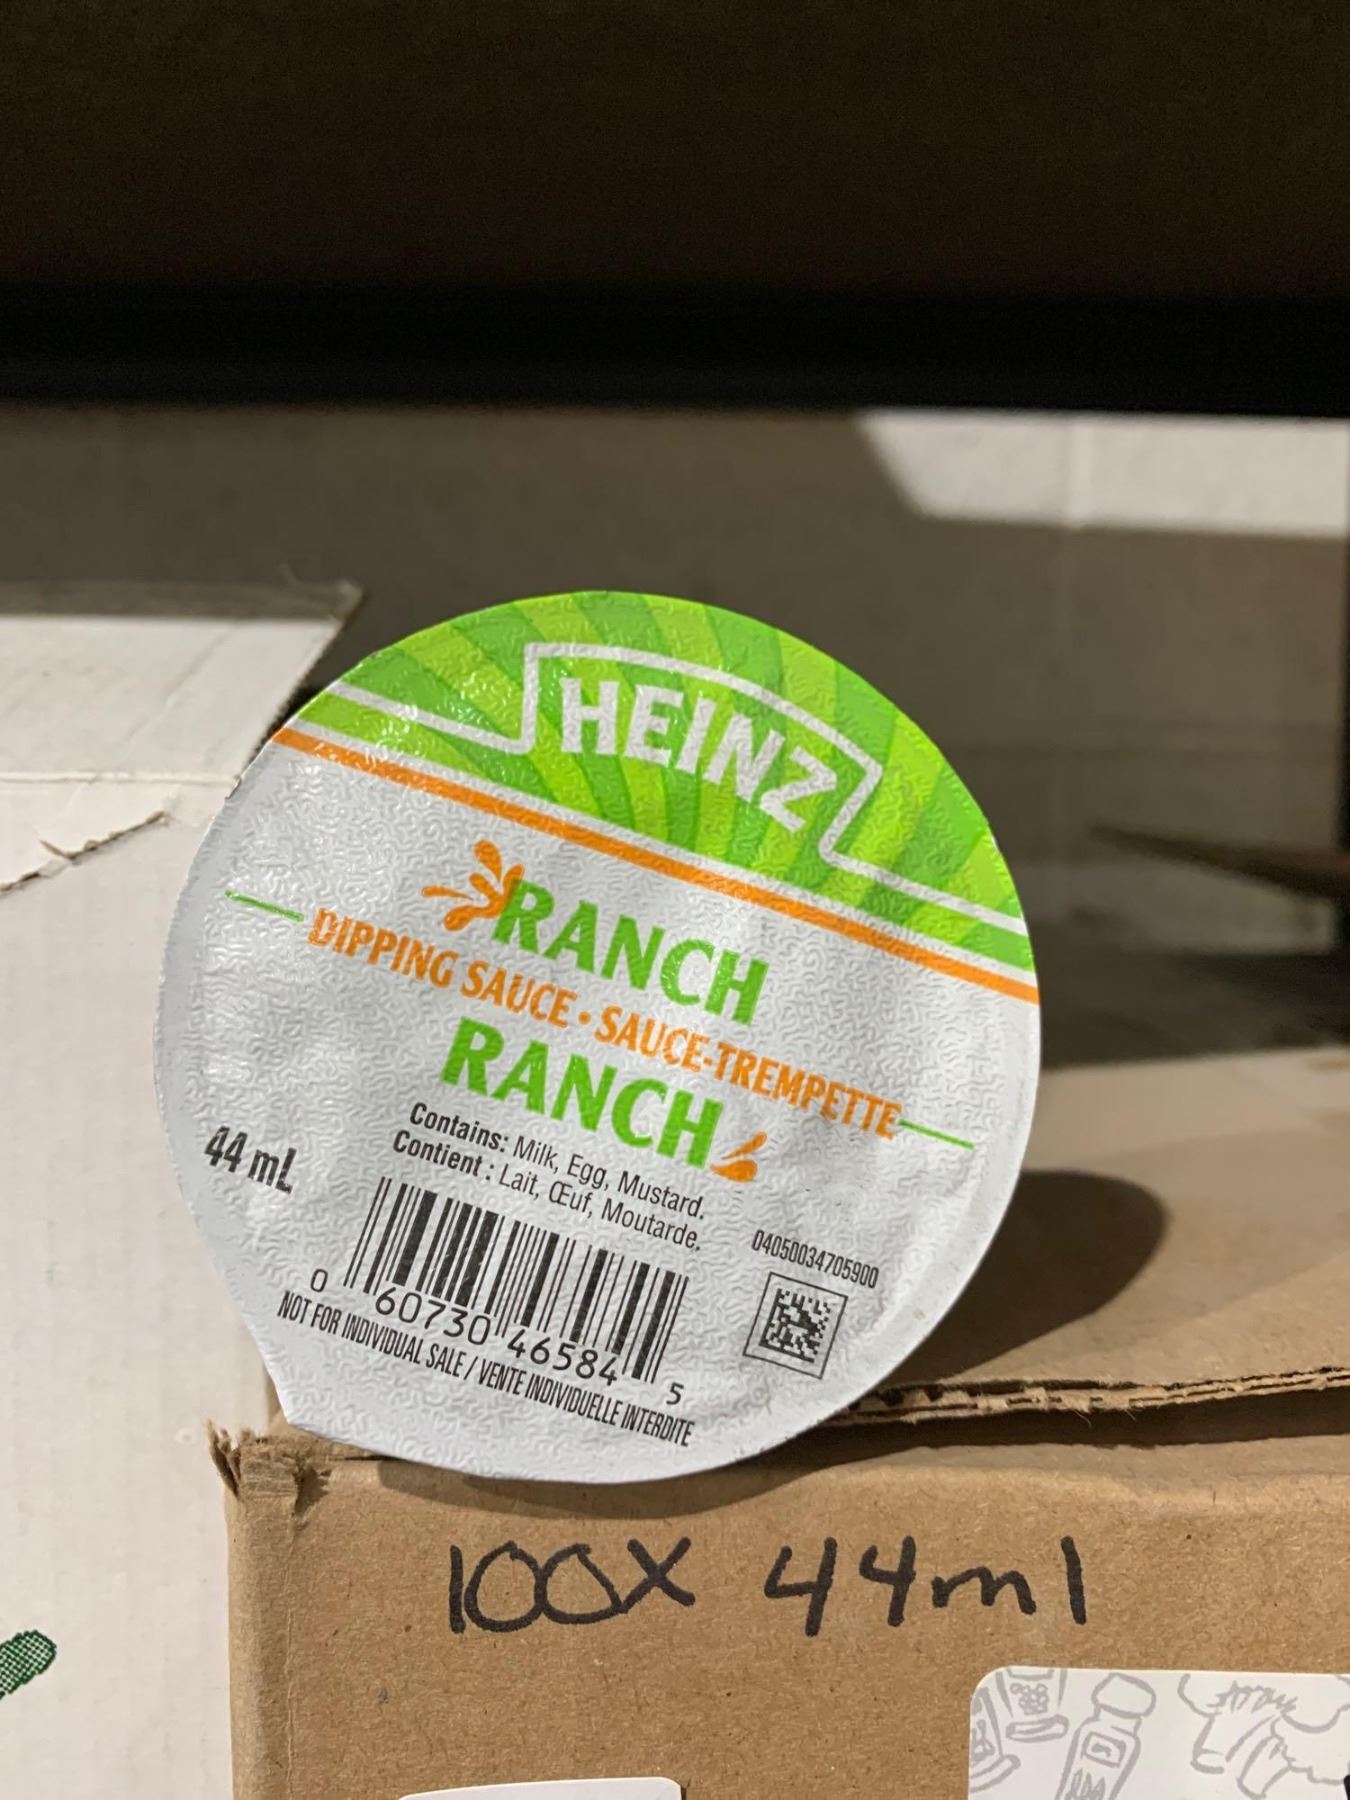 HEINZ
RANCH
DIPPING SAUCE • SAUCE-TREMPETTE
RANCH
Contains: Milk, Egg, Mustard.
Contient : Lait, Œuf, Moutarde.
44 mL
04050034705900
0 60730 46584 5
NOT FOR INDIVIDUAL SALE / VENTE INDIVIDUELLE INTERDITE
100x 44ml